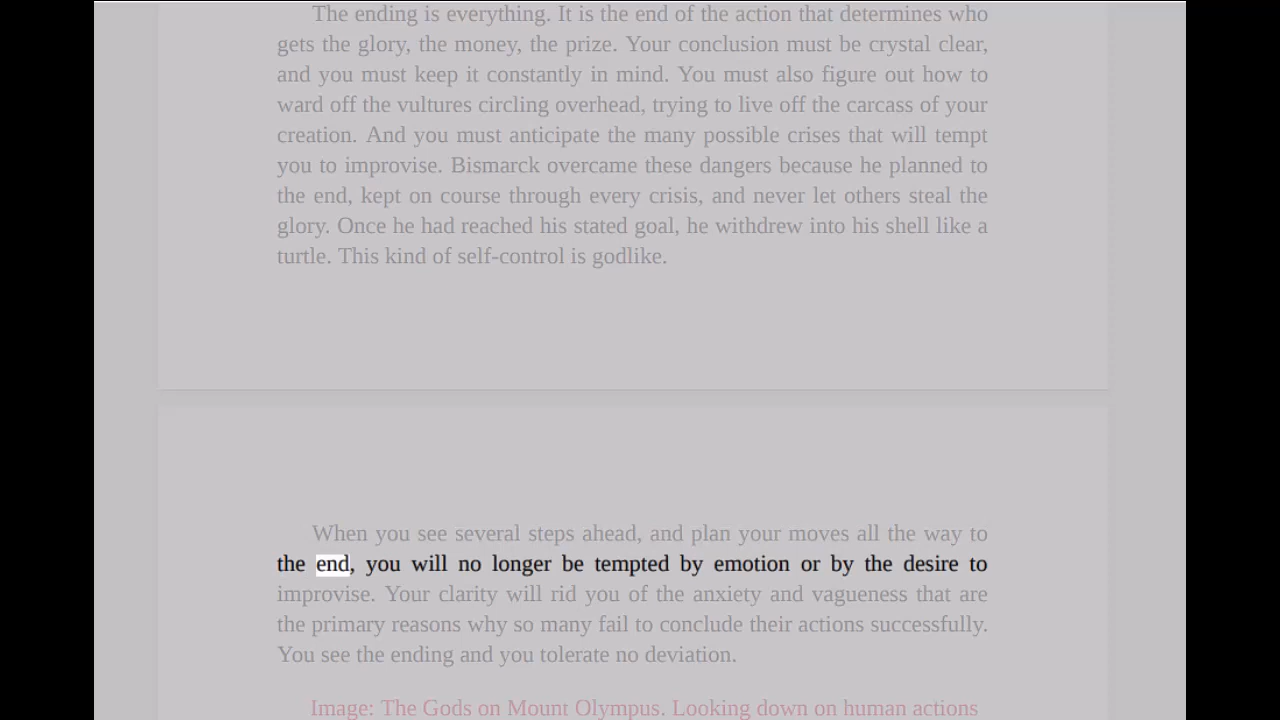 The ending is everything. It is the end of the action that determines who
gets the glory, the money, the prize. Your conclusion must be crystal clear,
and you must keep it constantly in mind. You must also figure out how to
ward off the vultures circling overhead, trying to live off the carcass of your
creation. And you must anticipate the many possible crises that will tempt
you to improvise. Bismarck overcame these dangers because he planned to
the end, kept on course through every crisis, and never let others steal the
glory. Once he had reached his stated goal, he withdrew into his shell like a
turtle. This kind of self-control is godlike.
When you see several steps ahead, and plan your moves all the way to
the end, you will no longer be tempted by emotion or by the desire to
improvise. Your clarity will rid you of the anxiety and vagueness that are
the primary reasons why so many fail to conclude their actions successfully.
You see the ending and you tolerate no deviation.
Image: The Gods on Mount Olympus. Looking down on human actions